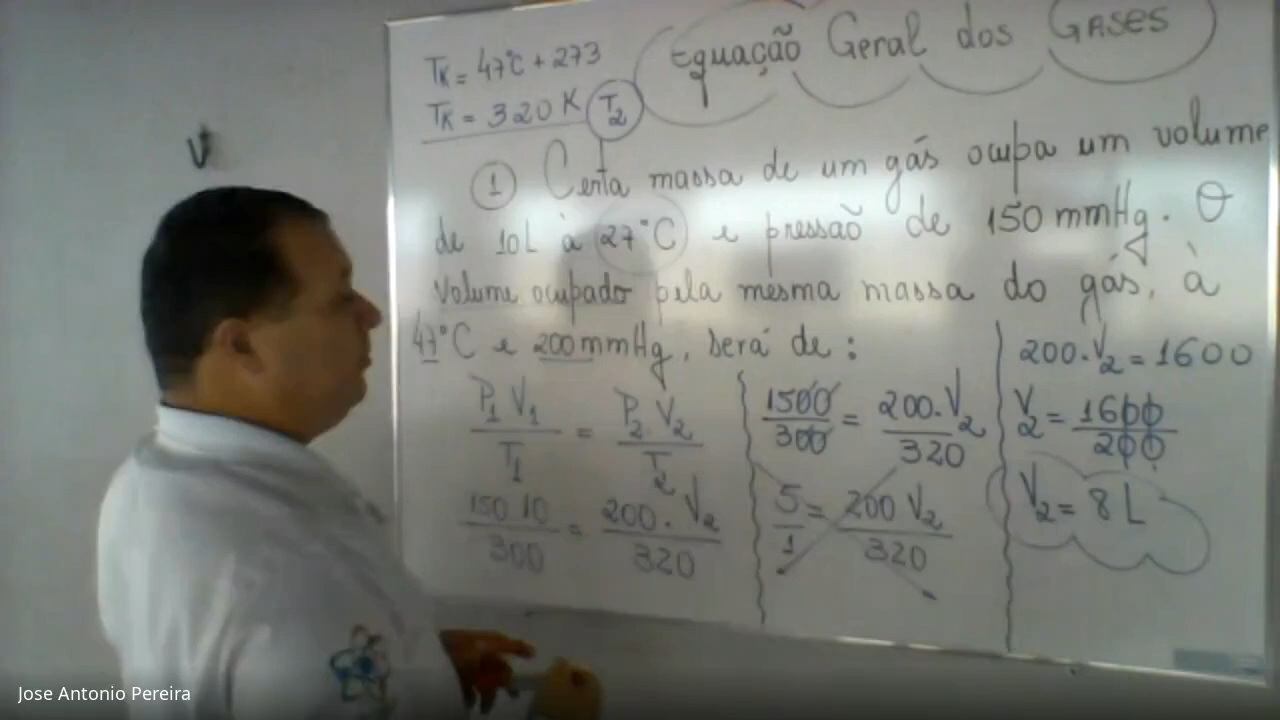 TK = 47°C + 273
TK = 320 K T2
Equação Geral dos GASES
1 Certa massa de um gás ocupa um volume
de 10L à 27°C e pressão de 150 mmHg. O
volume ocupado pela mesma massa do gás, à
47°C e 200 mmHg, será de:
P1 V1 / T1 = P2 V2 / T2
150 10 / 300 = 200. V2 / 320
1500 / 300 = 200.V2 / 320
5 / 1 = 200 V2 / 320
200.V2 = 1600
V2 = 1600 / 200
V2 = 8 L
Jose Antonio Pereira